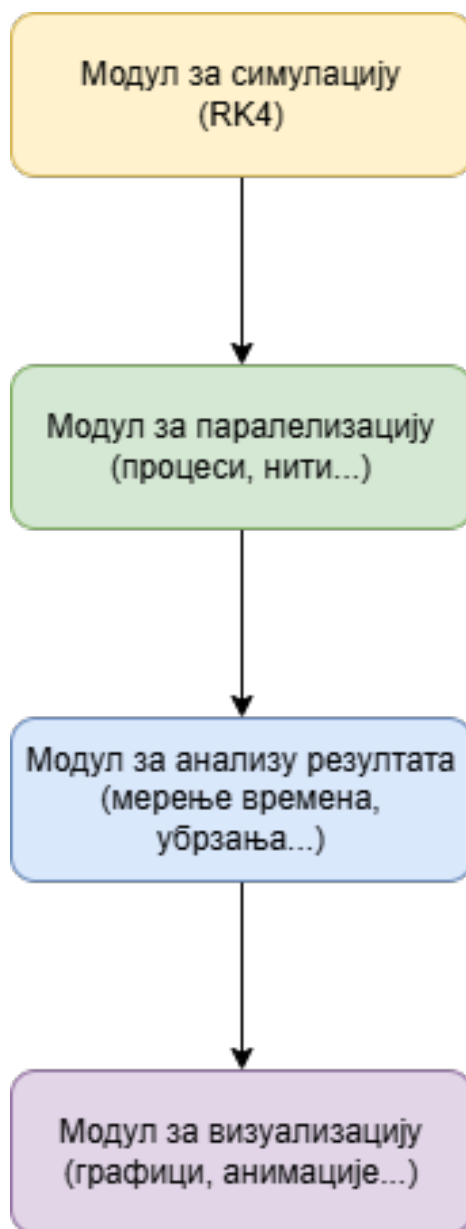 Модул за симулацију
(RK4)
Модул за паралелизацију
(процеси, нити...)
Модул за анализу резултата
(мерење времена,
убрзања...)
Модул за визуализацију
(графици, анимације...)